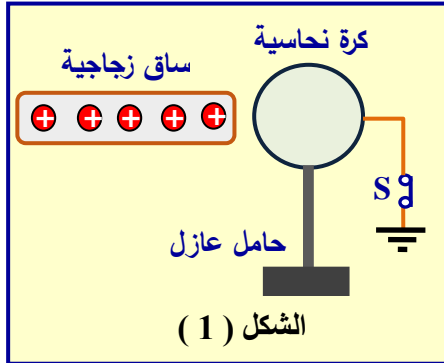 كرة نحاسية
ساق زجاجية
+ + + + +
S
حامل عازل
الشكل ( 1 )